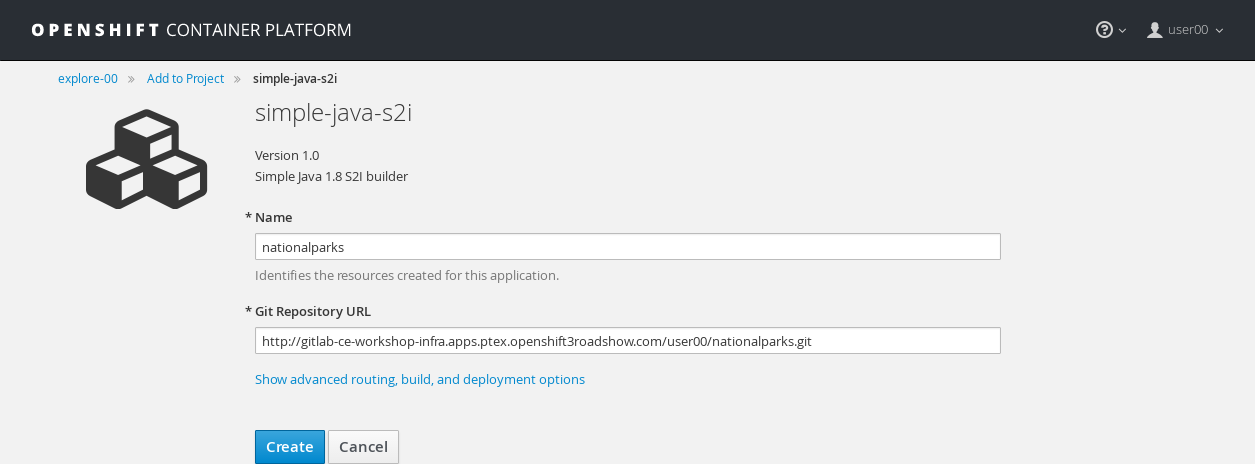 OPENSHIFT CONTAINER PLATFORM
user00
explore-00 » Add to Project » simple-java-s2i
simple-java-s2i
Version 1.0
Simple Java 1.8 S2I builder
* Name
nationalparks
Identifies the resources created for this application.
* Git Repository URL
http://gitlab-ce-workshop-infra.apps.ptex.openshift3roadshow.com/user00/nationalparks.git
Show advanced routing, build, and deployment options
Create Cancel